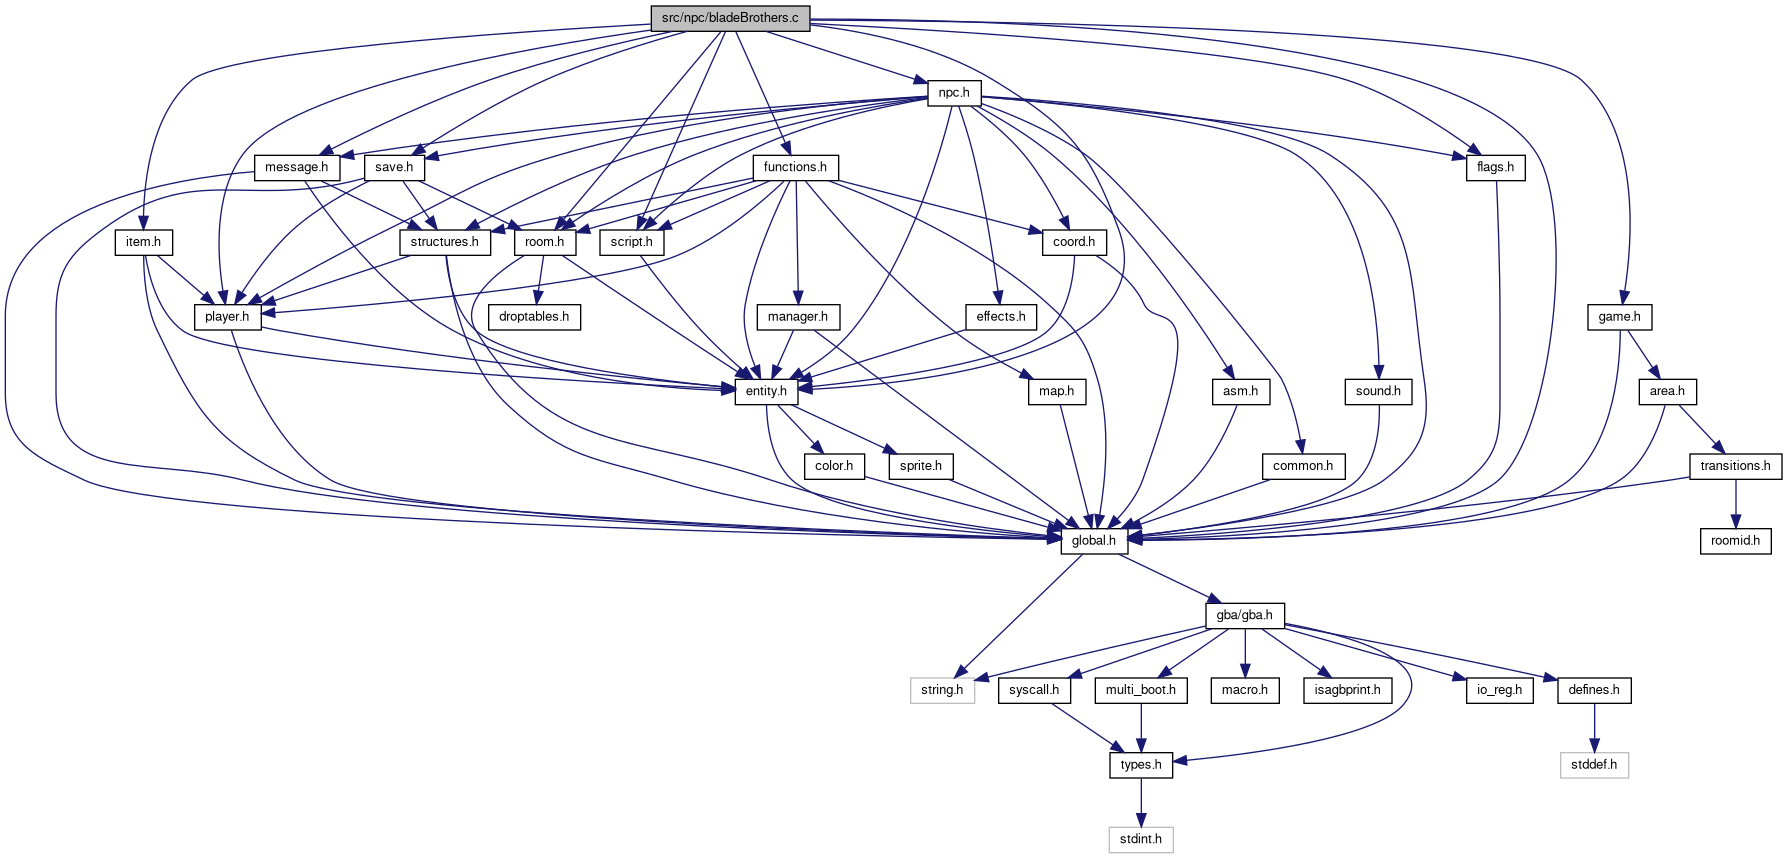 src/npc/bladeBrothers.c
npc.h
message.h
save.h
functions.h
flags.h
item.h
structures.h
room.h
script.h
coord.h
player.h
droptables.h
manager.h
effects.h
game.h
entity.h
map.h
asm.h
sound.h
area.h
color.h
sprite.h
common.h
transitions.h
global.h
roomid.h
gba/gba.h
string.h
syscall.h
multi_boot.h
macro.h
isagbprint.h
io_reg.h
defines.h
types.h
stddef.h
stdint.h